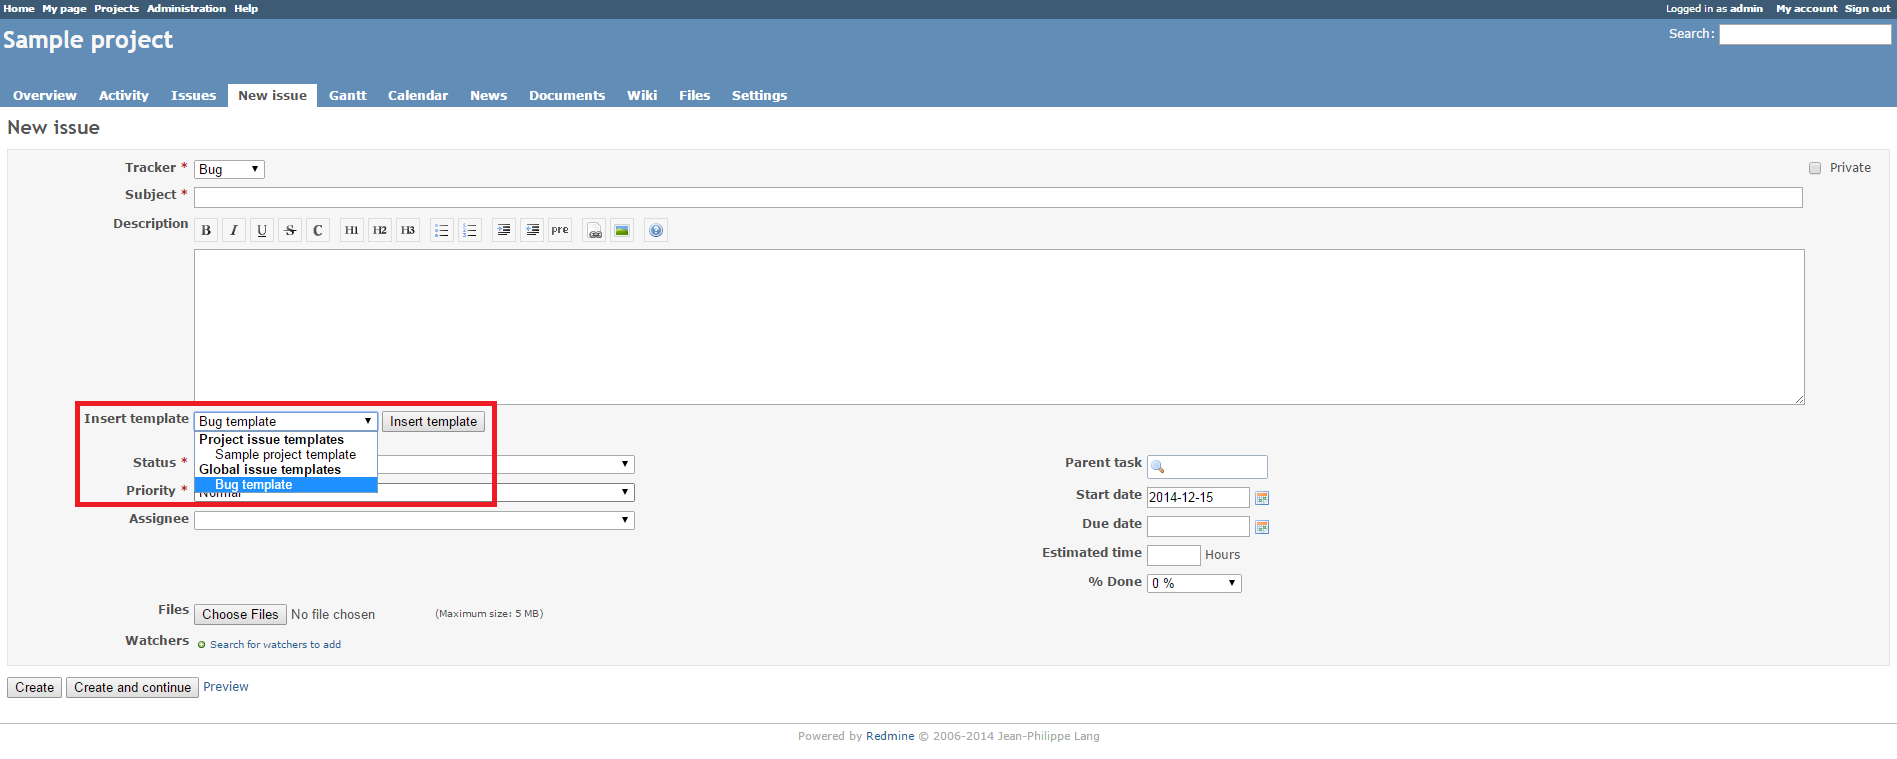 Home My page Projects Administration Help Logged in as admin My account Sign out
Sample project Search:
Overview Activity Issues New issue Gantt Calendar News Documents Wiki Files Settings
New issue
Tracker * Bug Private
Subject *
Description B I U S C H1 H2 H3 pre
Insert template Bug template Insert template
Project issue templates
Sample project template
Global issue templates
Bug template
Status * Parent task
Priority * Normal Start date 2014-12-15
Assignee Due date
Estimated time Hours
% Done 0 %
Files Choose Files No file chosen (Maximum size: 5 MB)
Watchers Search for watchers to add
Create Create and continue Preview
Powered by Redmine © 2006-2014 Jean-Philippe Lang